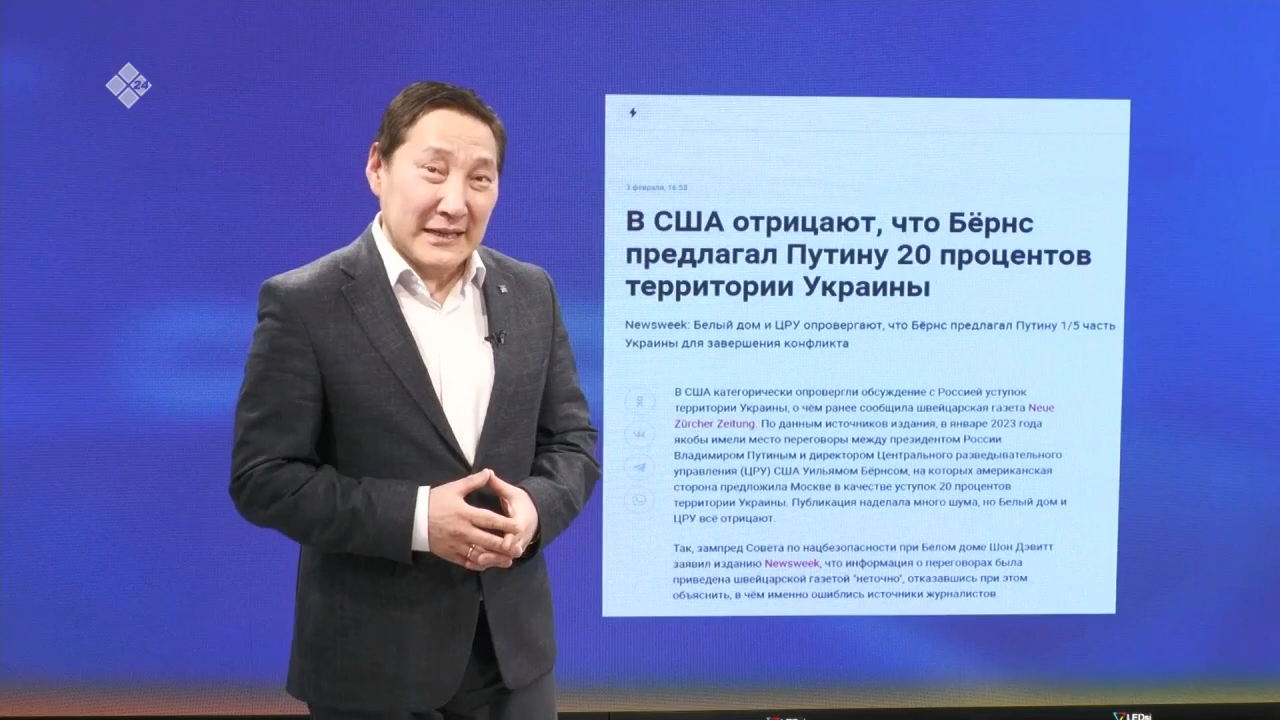 24
3 февраля, 16:58
В США отрицают, что Бёрнс
предлагал Путину 20 процентов
территории Украины
Newsweek: Белый дом и ЦРУ опровергают, что Бёрнс предлагал Путину 1/5 часть
Украины для завершения конфликта
В США категорически опровергли обсуждение с Россией уступок
территории Украины, о чём ранее сообщила швейцарская газета Neue
Zürcher Zeitung. По данным источников издания, в январе 2023 года
якобы имели место переговоры между президентом России
Владимиром Путиным и директором Центрального разведывательного
управления (ЦРУ) США Уильямом Бёрнсом, на которых американская
сторона предложила Москве в качестве уступок 20 процентов
территории Украины. Публикация наделала много шума, но Белый дом и
ЦРУ всё отрицают.
Так, зампред Совета по нацбезопасности при Белом доме Шон Дэвитт
заявил изданию Newsweek, что информация о переговорах была
приведена швейцарской газетой "неточно", отказавшись при этом
объяснить, в чём именно ошиблись источники журналистов